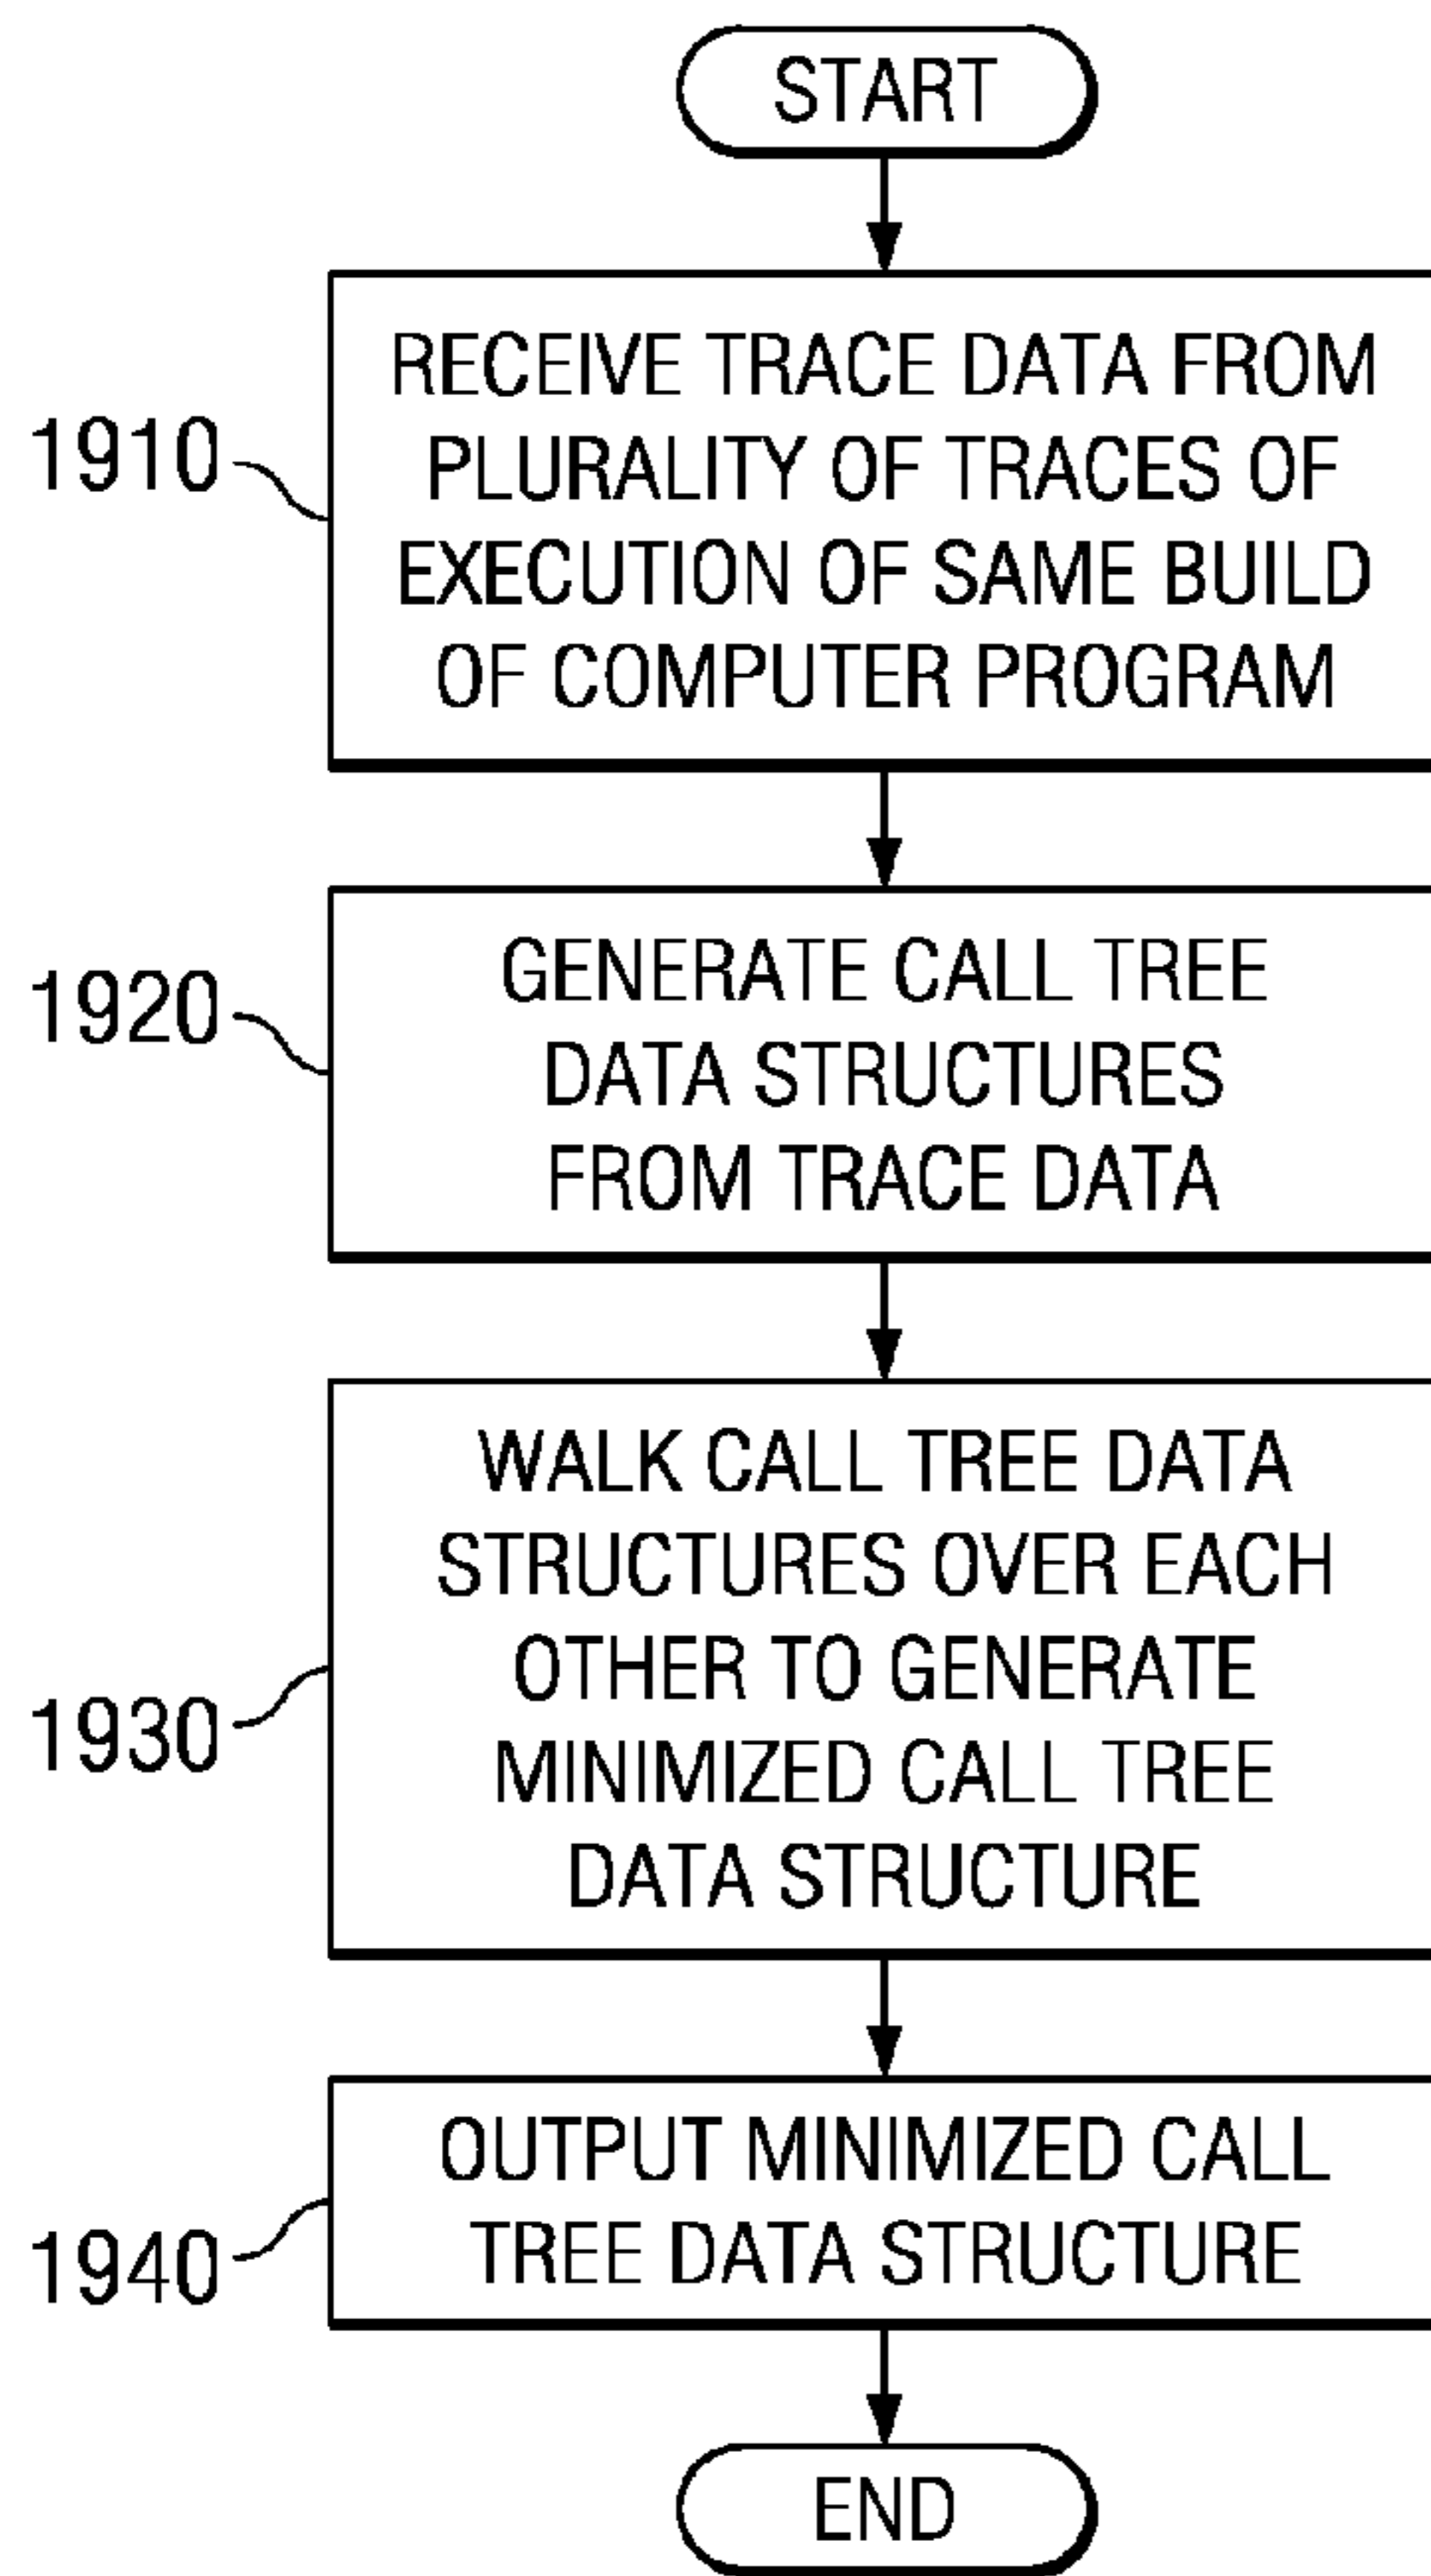 START
1910
RECEIVE TRACE DATA FROM
PLURALITY OF TRACES OF
EXECUTION OF SAME BUILD
OF COMPUTER PROGRAM
1920
GENERATE CALL TREE
DATA STRUCTURES
FROM TRACE DATA
1930
WALK CALL TREE DATA
STRUCTURES OVER EACH
OTHER TO GENERATE
MINIMIZED CALL TREE
DATA STRUCTURE
1940
OUTPUT MINIMIZED CALL
TREE DATA STRUCTURE
END